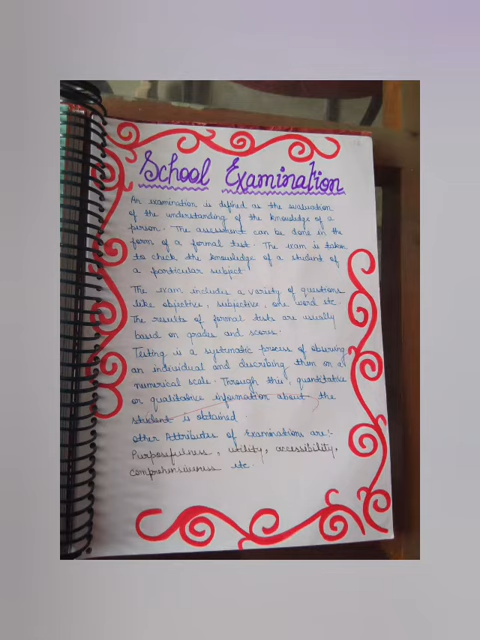 School Examination
An examination is defined as the evaluation
of the understanding of the knowledge of a
person. The assessment can be done in the
form of a formal test. The exam is taken
to check the knowledge of a student of
a particular subject
The exam includes a variety of questions
like objective, subjective, one word etc.
The results of formal tests are usually
based on grades and scores.
Testing is a systematic process of observing
an individual and describing them on a
numerical scale. Through this, quantitative
or qualitative information about the
student is obtained
other Attributes of Examinations are:-
Purposefulness, utility, accessibility,
comprehensiveness etc.